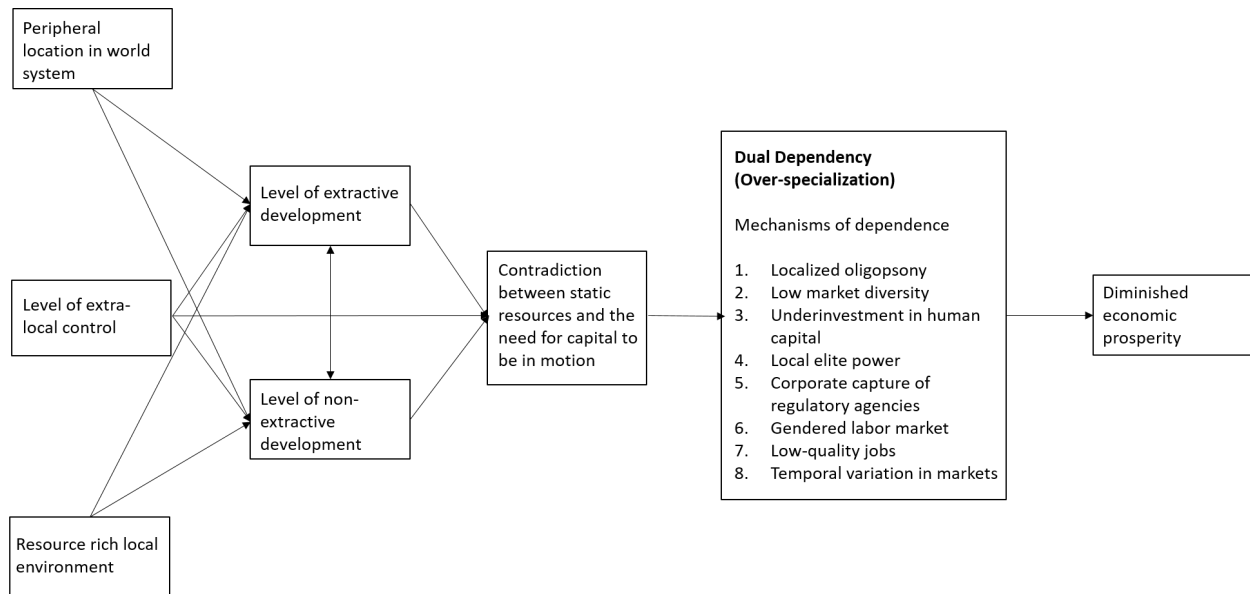 Peripheral
location in world
system
Level of extra-
local control
Resource rich local
environment
Level of extractive
development
Level of non-
extractive
development
Contradiction
between static
resources and the
need for capital to
be in motion
Dual Dependency
(Over-specialization)
Mechanisms of dependence
1. Localized oligopsony
2. Low market diversity
3. Underinvestment in human
capital
4. Local elite power
5. Corporate capture of
regulatory agencies
6. Gendered labor market
7. Low-quality jobs
8. Temporal variation in markets
Diminished
economic
prosperity